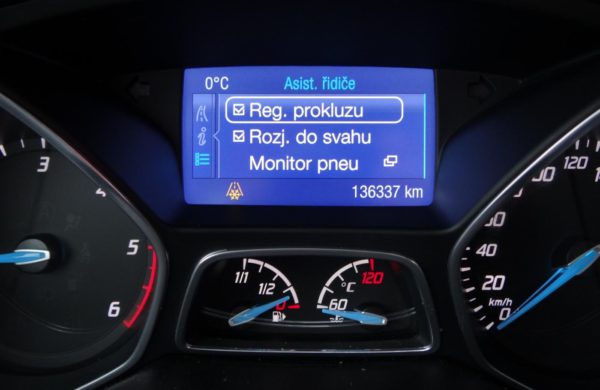 0°C Asist. řidiče
Reg. prokluzu
Rozj. do svahu
Monitor pneu
136337 km
3
4
5
6
1/1
1/2
0
120
°C
60
120
100
80
60
40
20
km/h
0